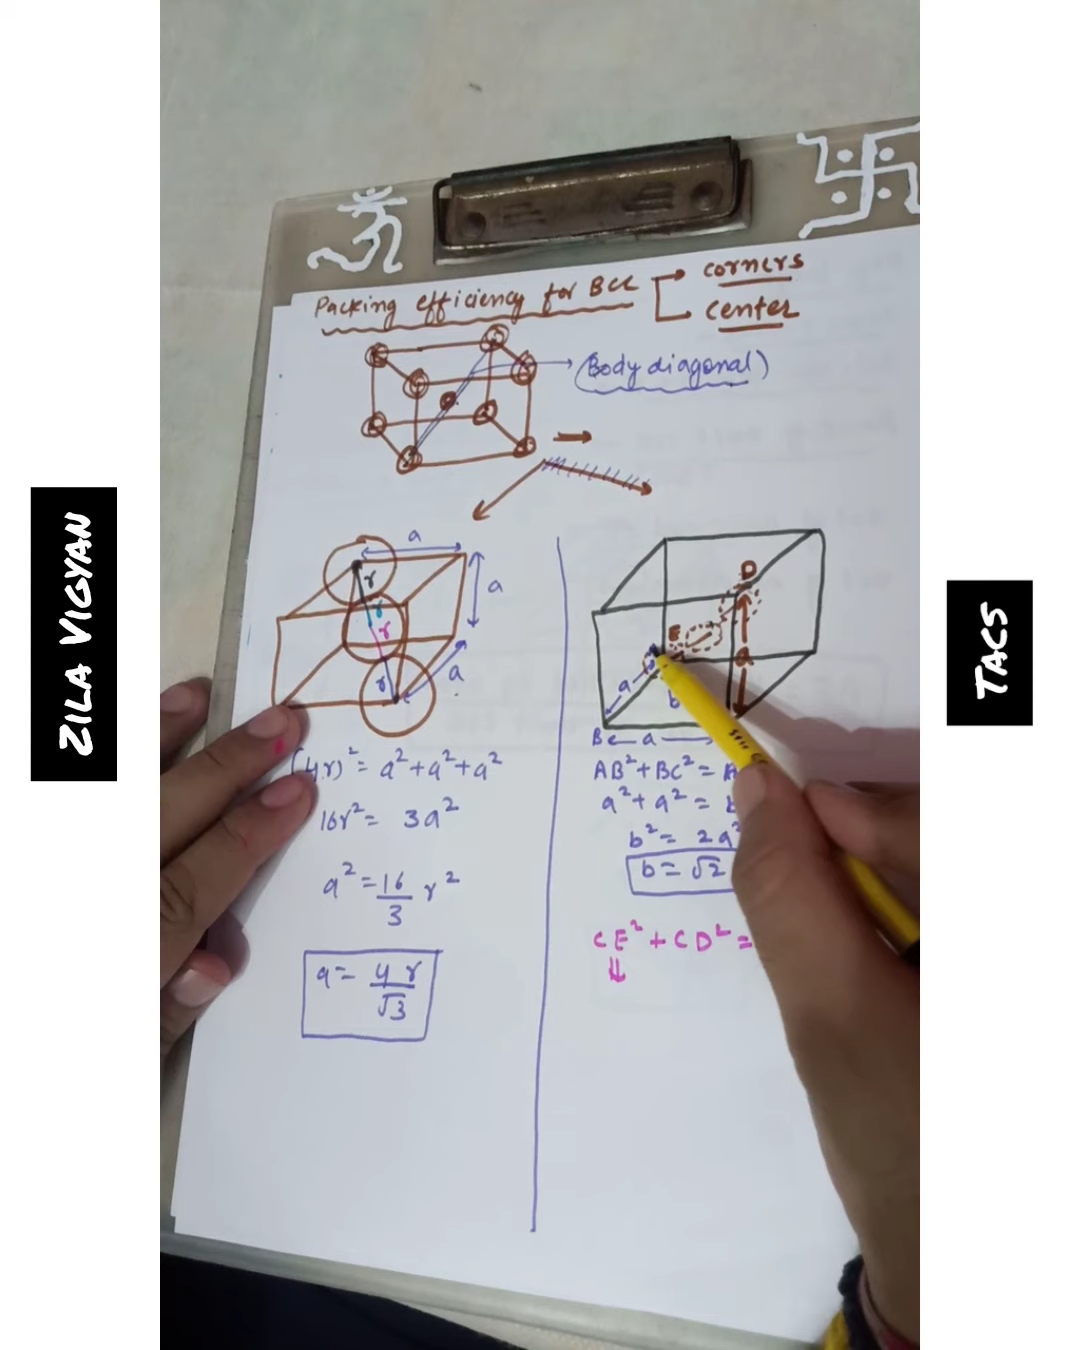 ZILA VIGYAN
TACS
ॐ
Packing efficiency for BCC
corners
center
(Body diagonal)
a
a
a
r
r
r
r
(4r)² = a² + a² + a²
16r² = 3a²
a² = 16/3 r²
a = 4r/√3
D
E
a
a
b
B
a
AB² + BC² =
a² + a² =
b² = 2a²
b = √2
CE² + CD² =